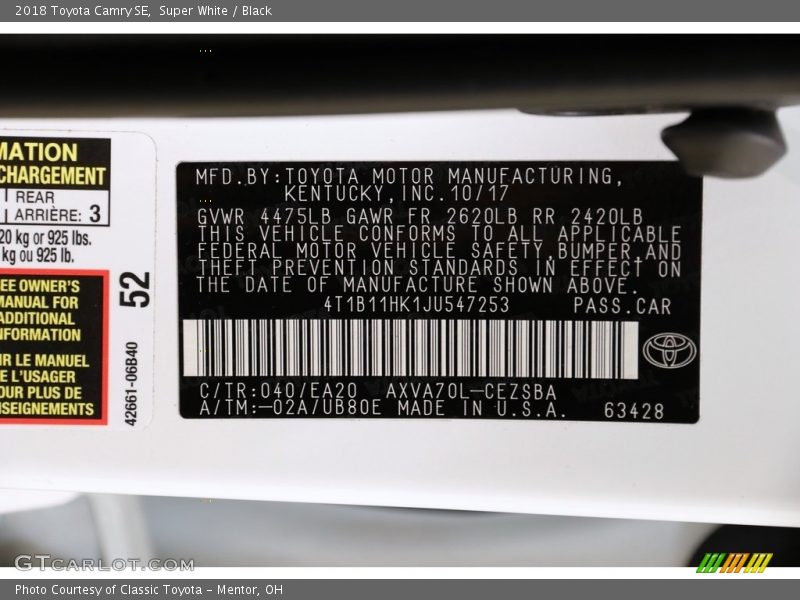 2018 Toyota Camry SE, Super White / Black
MATION
CHARGEMENT
REAR
ARRIÈRE: 3
20 kg or 925 lbs.
kg ou 925 lb.
EE OWNER'S
MANUAL FOR
ADDITIONAL
NFORMATION
IR LE MANUEL
E L'USAGER
OUR PLUS DE
NSEIGNEMENTS
52
42661-06B40
MFD.BY:TOYOTA MOTOR MANUFACTURING,
KENTUCKY,INC.10/17
GVWR 4475LB GAWR FR 2620LB RR 2420LB
THIS VEHICLE CONFORMS TO ALL APPLICABLE
FEDERAL MOTOR VEHICLE SAFETY,BUMPER,AND
THEFT PREVENTION STANDARDS IN EFFECT ON
THE DATE OF MANUFACTURE SHOWN ABOVE.
4T1B11HK1JU547253 PASS.CAR
C/TR:040/EA20 AXVA70L-CEZSBA
A/TM:-02A/UB80E MADE IN U.S.A. 63428
GTCARLOT.COM
Photo Courtesy of Classic Toyota - Mentor, OH